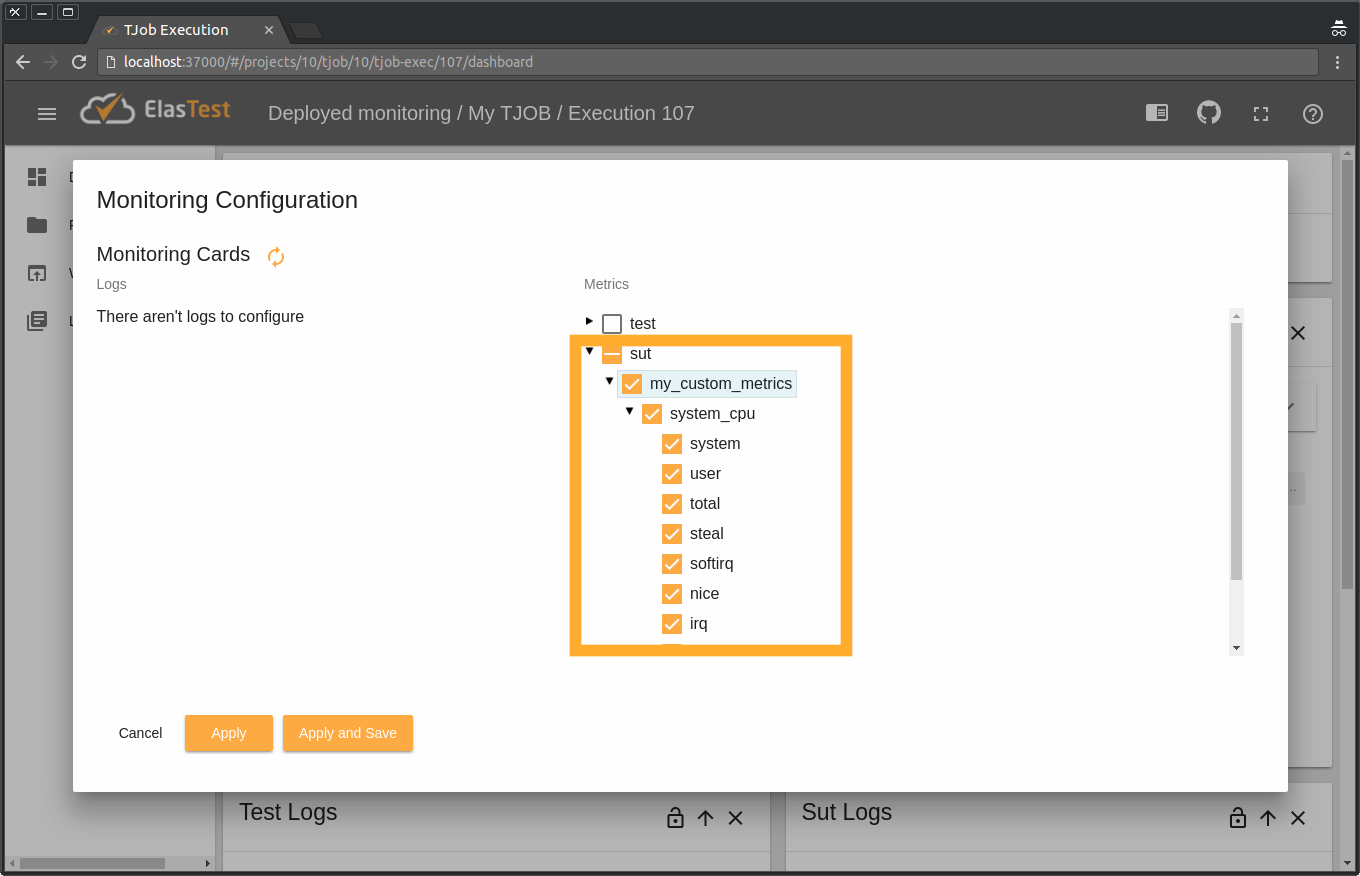 TJob Execution
localhost:37000/#/projects/10/tjob/10/tjob-exec/107/dashboard
ElasTest
Deployed monitoring / My TJOB / Execution 107
Monitoring Configuration
Monitoring Cards
Logs
Metrics
There aren't logs to configure
test
sut
my_custom_metrics
system_cpu
system
user
total
steal
softirq
nice
irq
Cancel
Apply
Apply and Save
Test Logs
Sut Logs